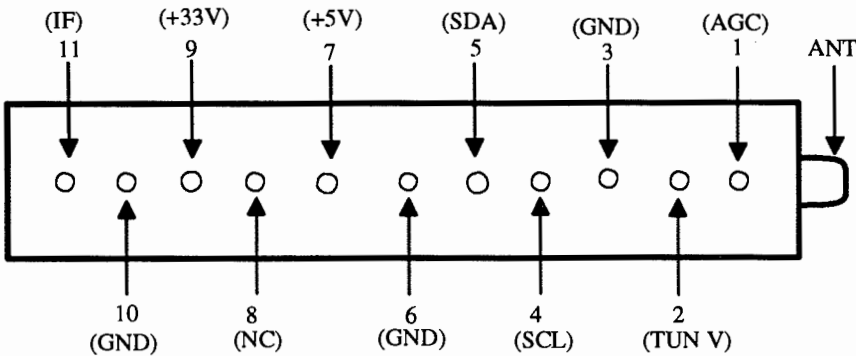 (IF) (+33V) (+5V) (SDA) (GND) (AGC)
11 9 7 5 3 1 ANT
10 8 6 4 2
(GND) (NC) (GND) (SCL) (TUN V)